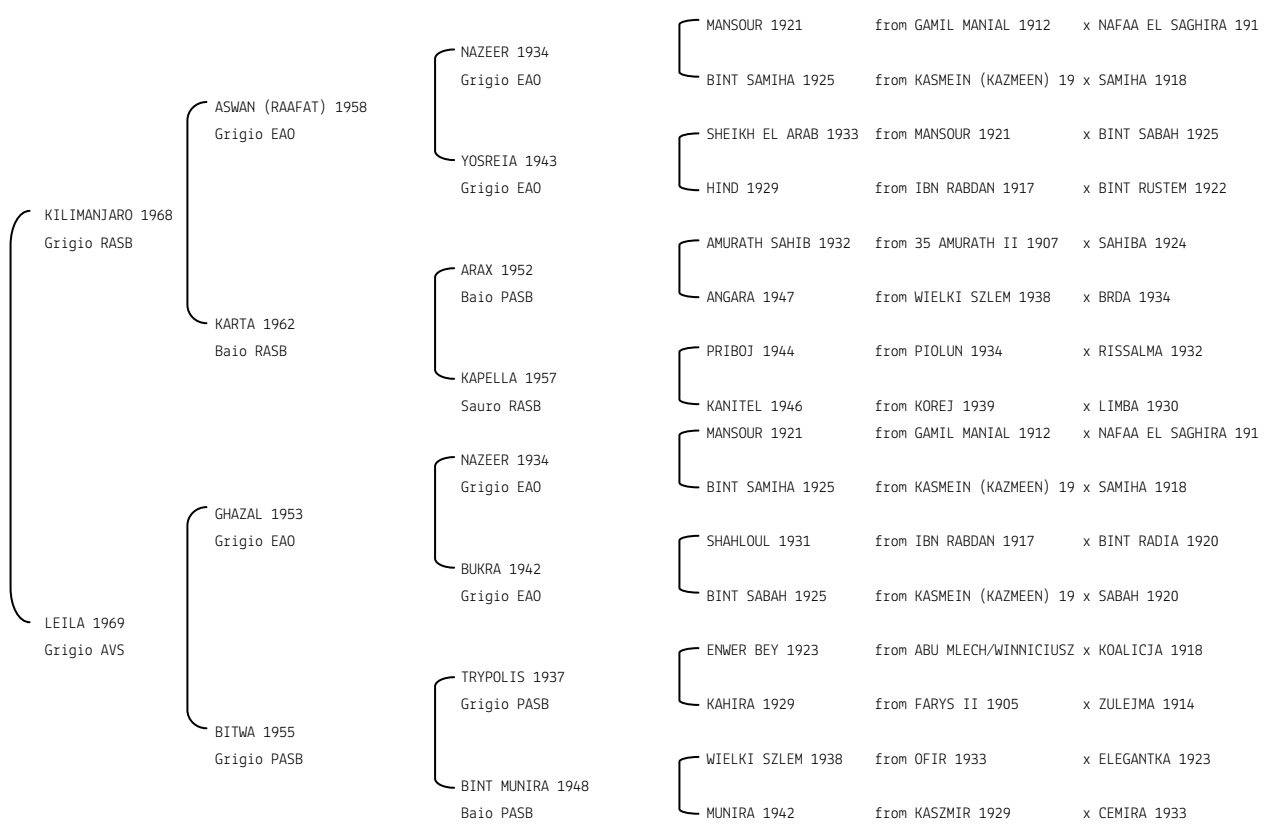 MANSOUR 1921 from GAMIL MANIAL 1912 x NAFAA EL SAGHIRA 191
NAZEER 1934
Grigio EAO BINT SAMIHA 1925 from KASMEIN (KAZMEEN) 19 x SAMIHA 1918
ASWAN (RAAFAT) 1958
Grigio EAO SHEIKH EL ARAB 1933 from MANSOUR 1921 x BINT SABAH 1925
YOSREIA 1943
Grigio EAO HIND 1929 from IBN RABDAN 1917 x BINT RUSTEM 1922
KILIMANJARO 1968
Grigio RASB AMURATH SAHIB 1932 from 35 AMURATH II 1907 x SAHIBA 1924
ARAX 1952
Baio PASB ANGARA 1947 from WIELKI SZLEM 1938 x BRDA 1934
KARTA 1962
Baio RASB PRIBOJ 1944 from PIOLUN 1934 x RISSALMA 1932
KAPELLA 1957
Sauro RASB KANITEL 1946 from KOREJ 1939 x LIMBA 1930
MANSOUR 1921 from GAMIL MANIAL 1912 x NAFAA EL SAGHIRA 191
NAZEER 1934
Grigio EAO BINT SAMIHA 1925 from KASMEIN (KAZMEEN) 19 x SAMIHA 1918
GHAZAL 1953
Grigio EAO SHAHLOUL 1931 from IBN RABDAN 1917 x BINT RADIA 1920
BUKRA 1942
Grigio EAO BINT SABAH 1925 from KASMEIN (KAZMEEN) 19 x SABAH 1920
LEILA 1969
Grigio AVS ENWER BEY 1923 from ABU MLECH/WINNICIUSZ x KOALICJA 1918
TRYPOLIS 1937
Grigio PASB KAHIRA 1929 from FARYS II 1905 x ZULEJMA 1914
BITWA 1955
Grigio PASB WIELKI SZLEM 1938 from OFIR 1933 x ELEGANTKA 1923
BINT MUNIRA 1948
Baio PASB MUNIRA 1942 from KASZMIR 1929 x CEMIRA 1933